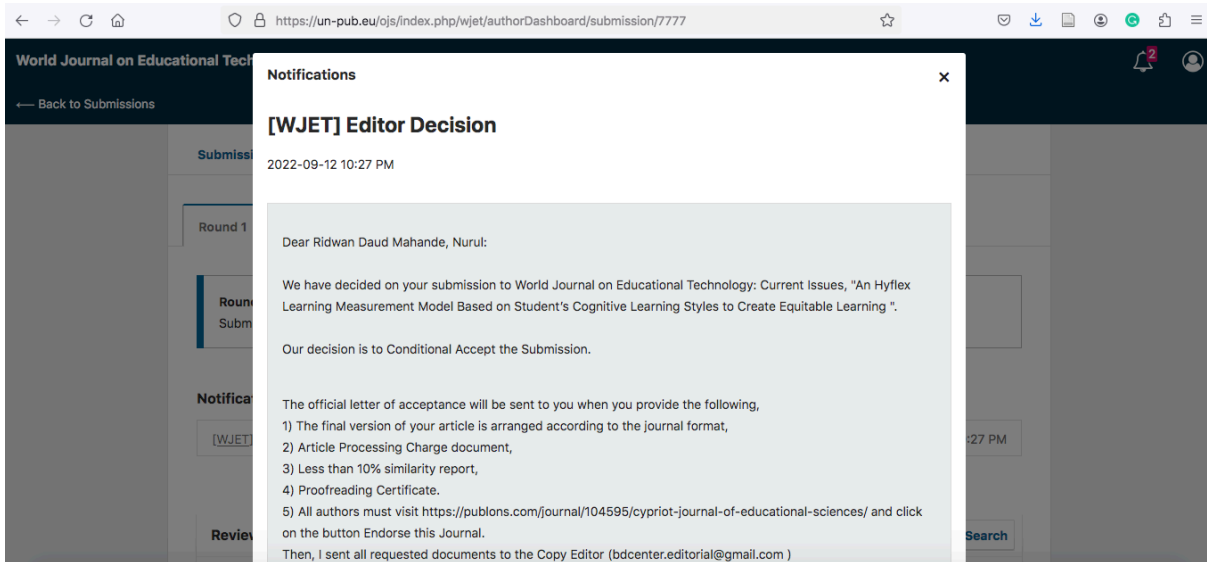 https://un-pub.eu/ojs/index.php/wjet/authorDashboard/submission/7777
World Journal on Educational Tech
2
← Back to Submissions
Notifications
[WJET] Editor Decision
2022-09-12 10:27 PM
Submissi
Round 1
Dear Ridwan Daud Mahande, Nurul:
We have decided on your submission to World Journal on Educational Technology: Current Issues, "An Hyflex
Learning Measurement Model Based on Student's Cognitive Learning Styles to Create Equitable Learning ".
Roun
Subm
Our decision is to Conditional Accept the Submission.
Notifica
[WJET]
:27 PM
The official letter of acceptance will be sent to you when you provide the following,
1) The final version of your article is arranged according to the journal format,
2) Article Processing Charge document,
3) Less than 10% similarity report,
4) Proofreading Certificate.
5) All authors must visit https://publons.com/journal/104595/cypriot-journal-of-educational-sciences/ and click
on the button Endorse this Journal.
Then, I sent all requested documents to the Copy Editor (bdcenter.editorial@gmail.com )
Review
Search